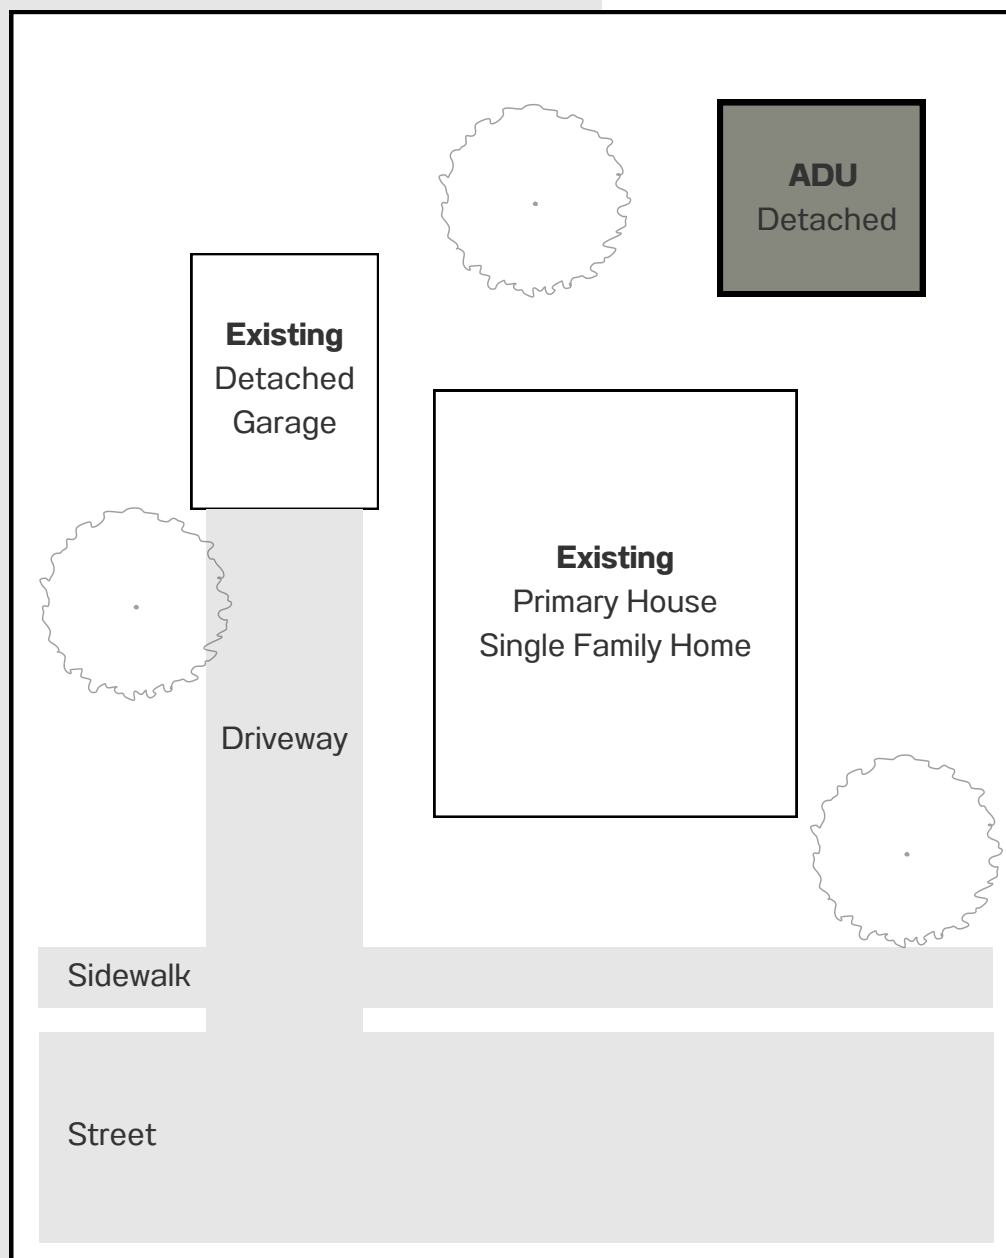 ADU
Detached
Existing
Detached
Garage
Existing
Primary House
Single Family Home
Driveway
Sidewalk
Street